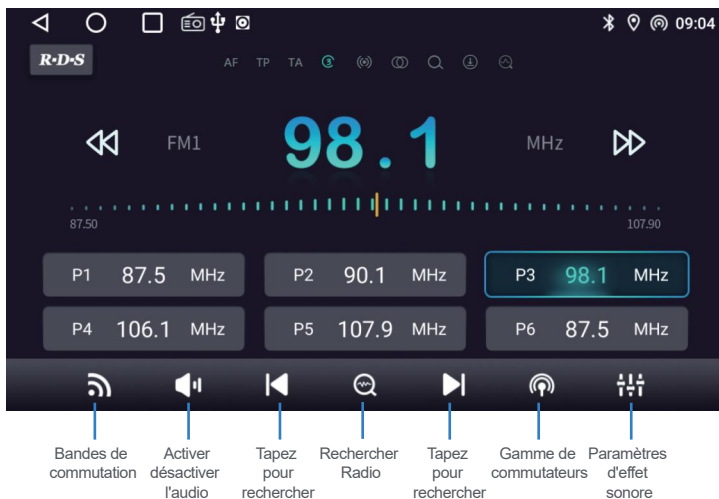 09:04
R•D•S AF TP TA
FM1 98.1 MHz
87.50 107.90
P1 87.5 MHz P2 90.1 MHz P3 98.1 MHz
P4 106.1 MHz P5 107.9 MHz P6 87.5 MHz
Bandes de commutation
Activer désactiver l'audio
Tapez pour rechercher
Rechercher Radio
Tapez pour rechercher
Gamme de commutateurs
Paramètres d'effet sonore